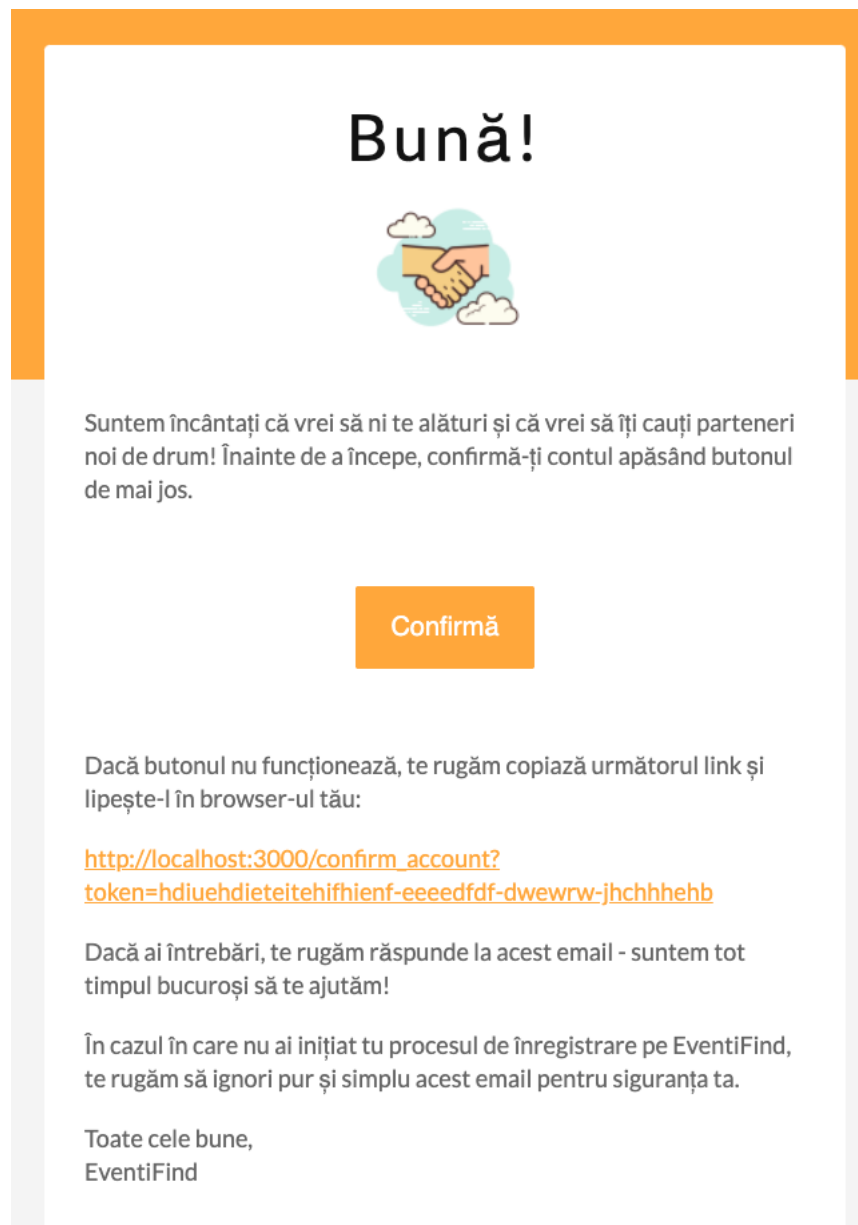 Bună!
Suntem încântați că vrei să ni te alături și că vrei să îți cauți parteneri
noi de drum! Înainte de a începe, confirmă-ți contul apăsând butonul
de mai jos.
Confirmă
Dacă butonul nu funcționează, te rugăm copiază următorul link și
lipește-l în browser-ul tău:
http://localhost:3000/confirm_account?
token=hdiuehdieteitehifhienf-eeeedfdf-dwewrw-jhchhhehb
Dacă ai întrebări, te rugăm răspunde la acest email - suntem tot
timpul bucuroși să te ajutăm!
În cazul în care nu ai inițiat tu procesul de înregistrare pe EventiFind,
te rugăm să ignori pur și simplu acest email pentru siguranța ta.
Toate cele bune,
EventiFind